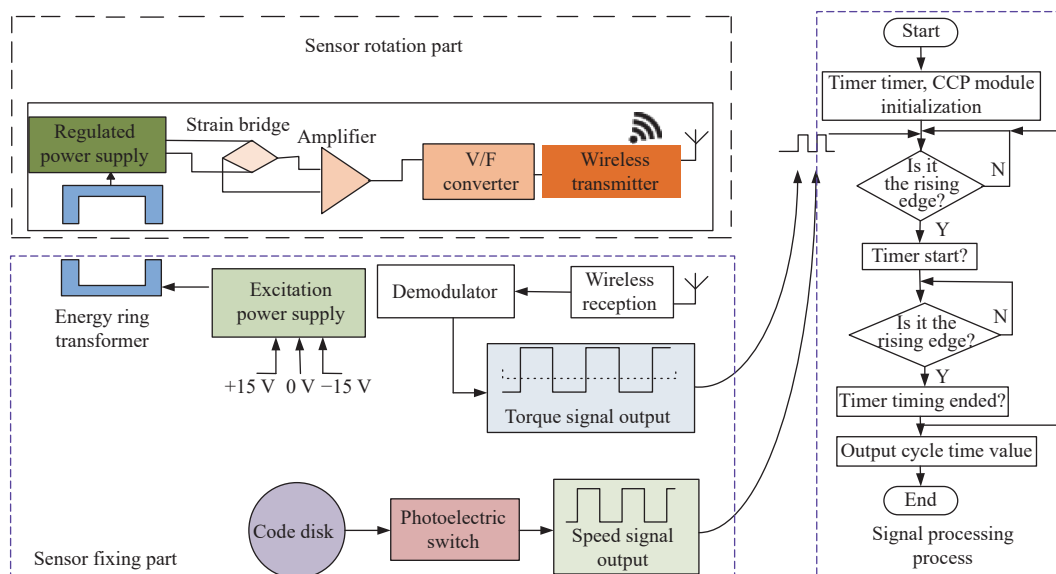 Sensor rotation part
Regulated
power supply
Strain bridge
Amplifier
V/F
converter
Wireless
transmitter
Energy ring
transformer
Excitation
power supply
+15 V
0 V
−15 V
Demodulator
Wireless
reception
Torque signal output
Code disk
Photoelectric
switch
Speed signal
output
Sensor fixing part
Start
Timer timer, CCP module
initialization
Is it
the rising
edge?
N
Y
Timer start?
Is it the
rising edge?
N
Y
Timer timing ended?
Output cycle time value
End
Signal processing
process